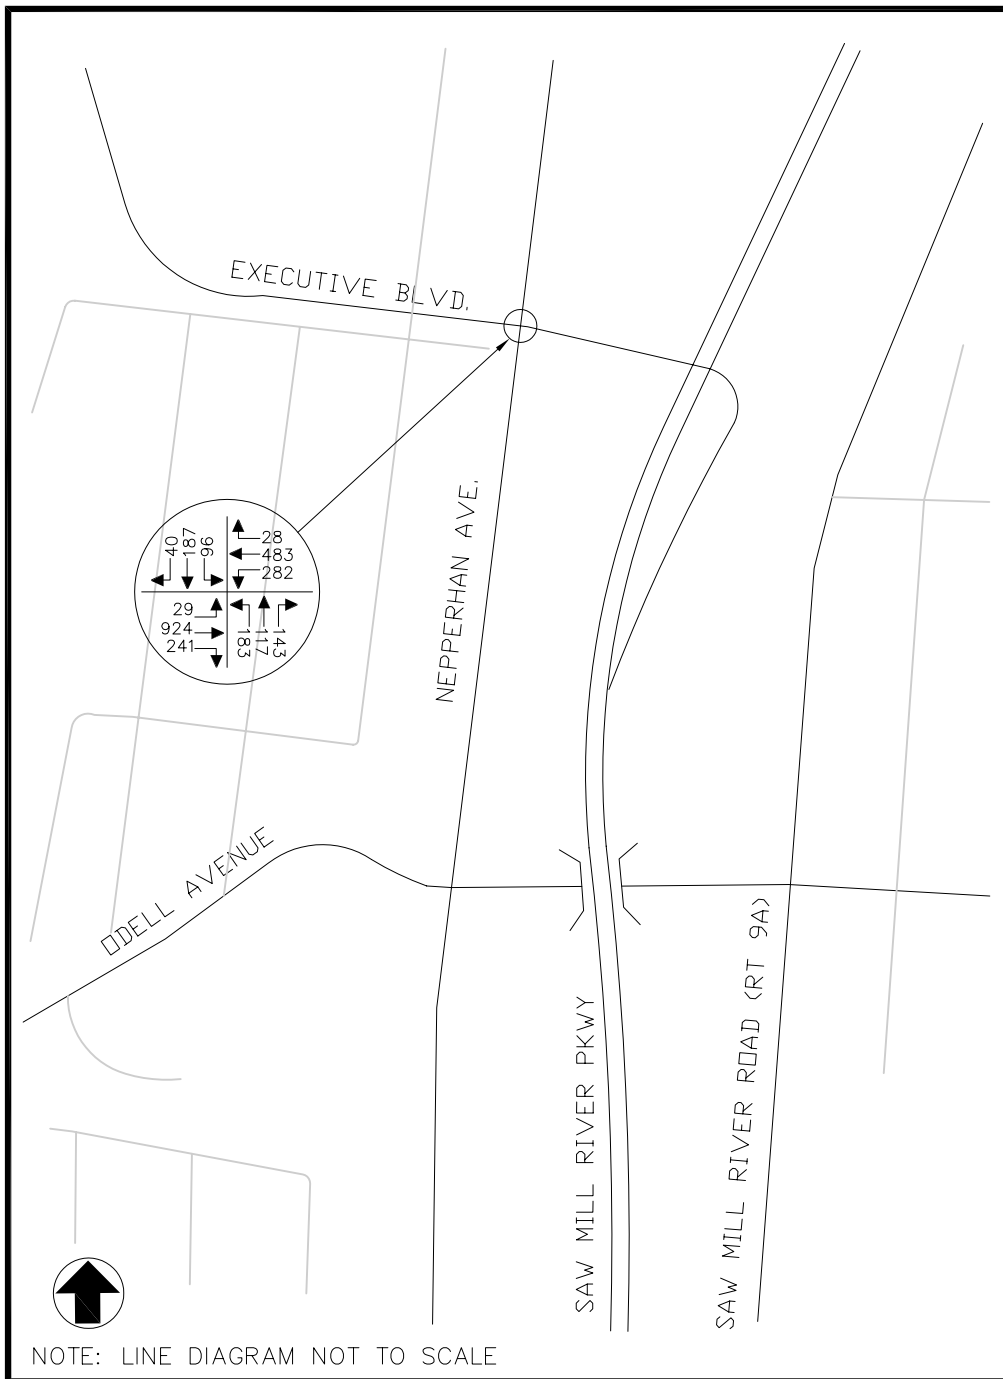 EXECUTIVE BLVD.
NEPPERHAN AVE.
40
187
96
28
483
282
29
924
241
183
117
143
ODELL AVENUE
SAW MILL RIVER PKWY
SAW MILL RIVER ROAD (RT 9A)
NOTE: LINE DIAGRAM NOT TO SCALE